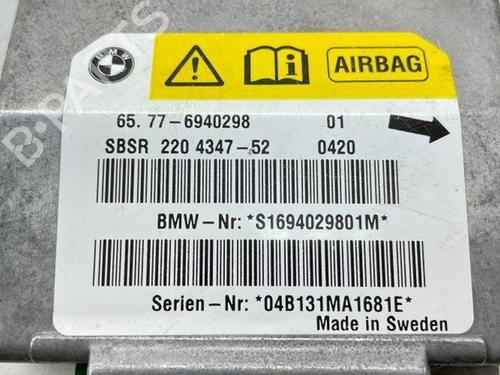 BMW
AIRBAG
65. 77-6940298 01
SBSR 220 4347-52 0420
BMW-Nr: *S1694029801M*
Serien-Nr: *04B131MA1681E*
Made in Sweden
B-PARTS